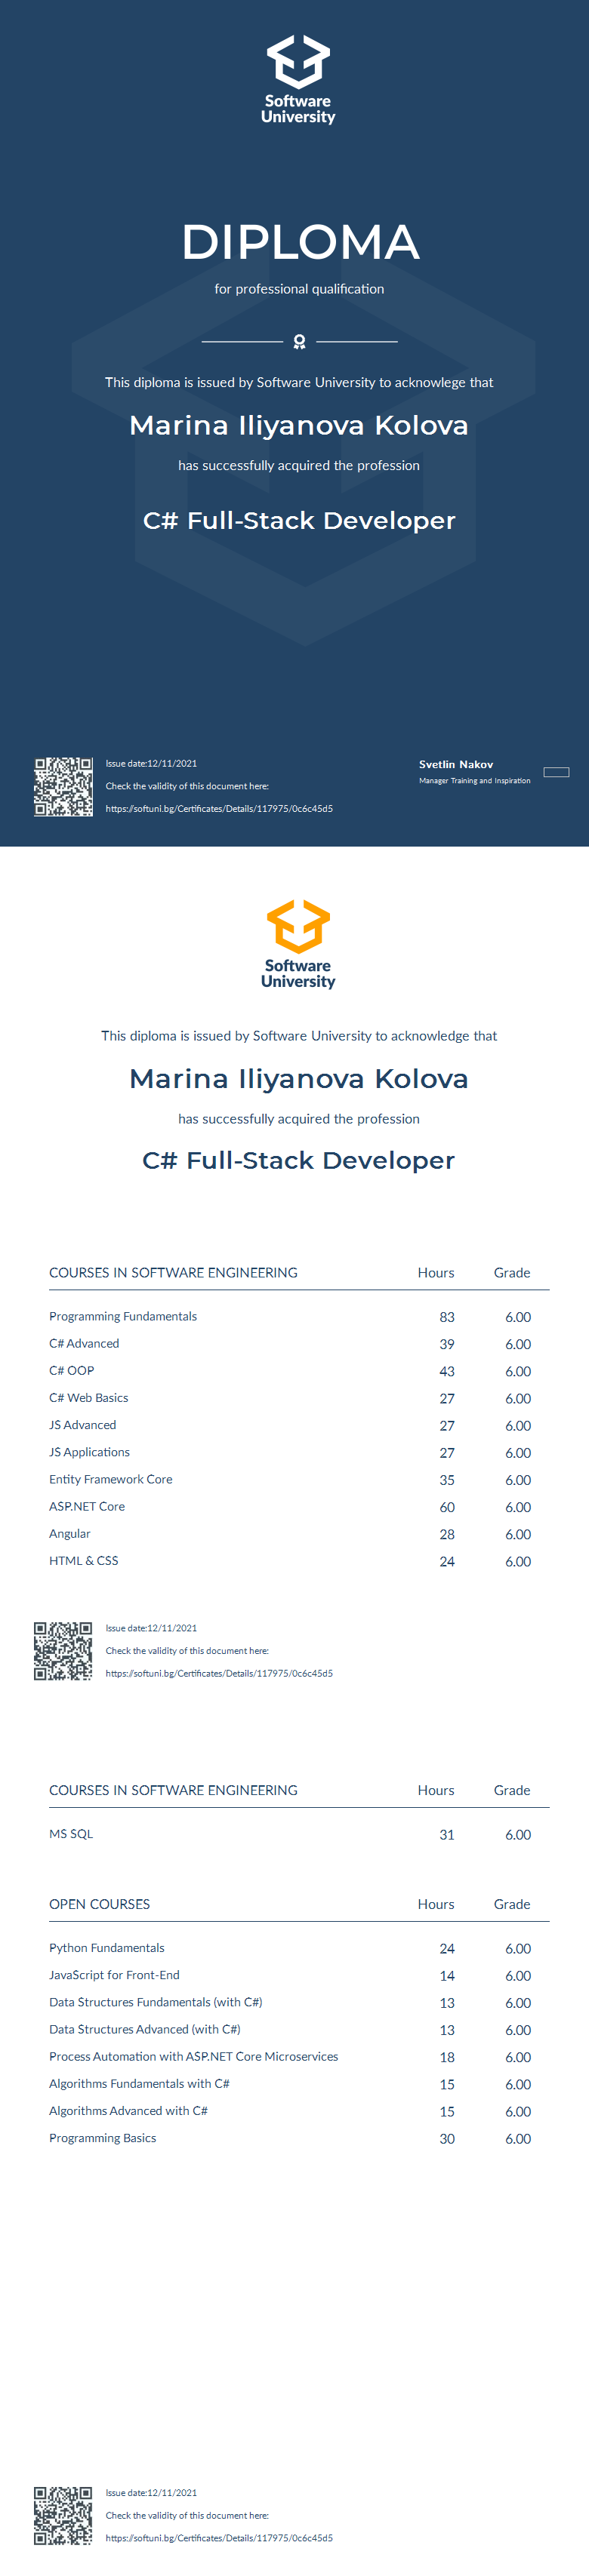 Software
University
DIPLOMA
for professional qualification
This diploma is issued by Software University to acknowlege that
Marina Iliyanova Kolova
has successfully acquired the profession
C# Full-Stack Developer
Issue date:12/11/2021
Check the validity of this document here:
https://softuni.bg/Certificates/Details/117975/0c6c45d5
Svetlin Nakov
Manager Training and Inspiration
Software
University
This diploma is issued by Software University to acknowledge that
Marina Iliyanova Kolova
has successfully acquired the profession
C# Full-Stack Developer
COURSES IN SOFTWARE ENGINEERING Hours Grade
Programming Fundamentals 83 6.00
C# Advanced 39 6.00
C# OOP 43 6.00
C# Web Basics 27 6.00
JS Advanced 27 6.00
JS Applications 27 6.00
Entity Framework Core 35 6.00
ASP.NET Core 60 6.00
Angular 28 6.00
HTML & CSS 24 6.00
Issue date:12/11/2021
Check the validity of this document here:
https://softuni.bg/Certificates/Details/117975/0c6c45d5
COURSES IN SOFTWARE ENGINEERING Hours Grade
MS SQL 31 6.00
OPEN COURSES Hours Grade
Python Fundamentals 24 6.00
JavaScript for Front-End 14 6.00
Data Structures Fundamentals (with C#) 13 6.00
Data Structures Advanced (with C#) 13 6.00
Process Automation with ASP.NET Core Microservices 18 6.00
Algorithms Fundamentals with C# 15 6.00
Algorithms Advanced with C# 15 6.00
Programming Basics 30 6.00
Issue date:12/11/2021
Check the validity of this document here:
https://softuni.bg/Certificates/Details/117975/0c6c45d5